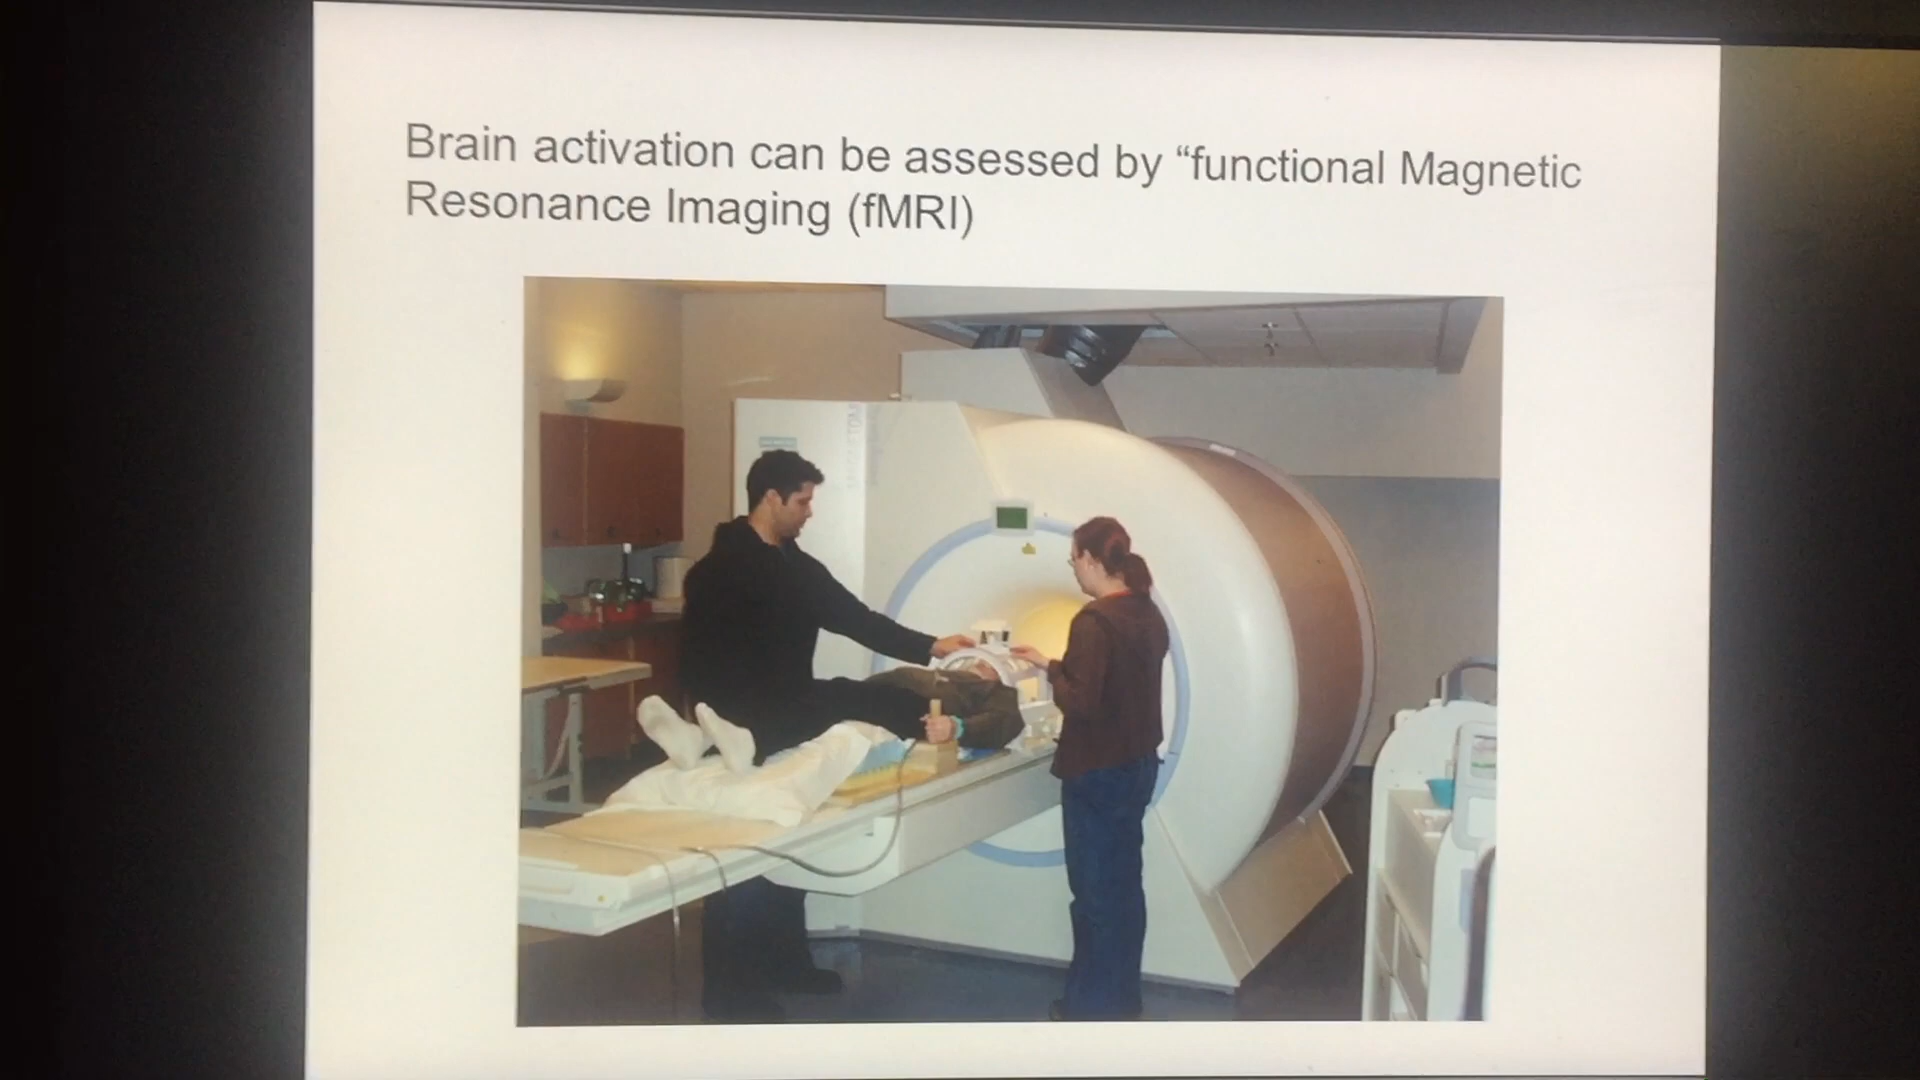 Brain activation can be assessed by “functional Magnetic
Resonance Imaging (fMRI)